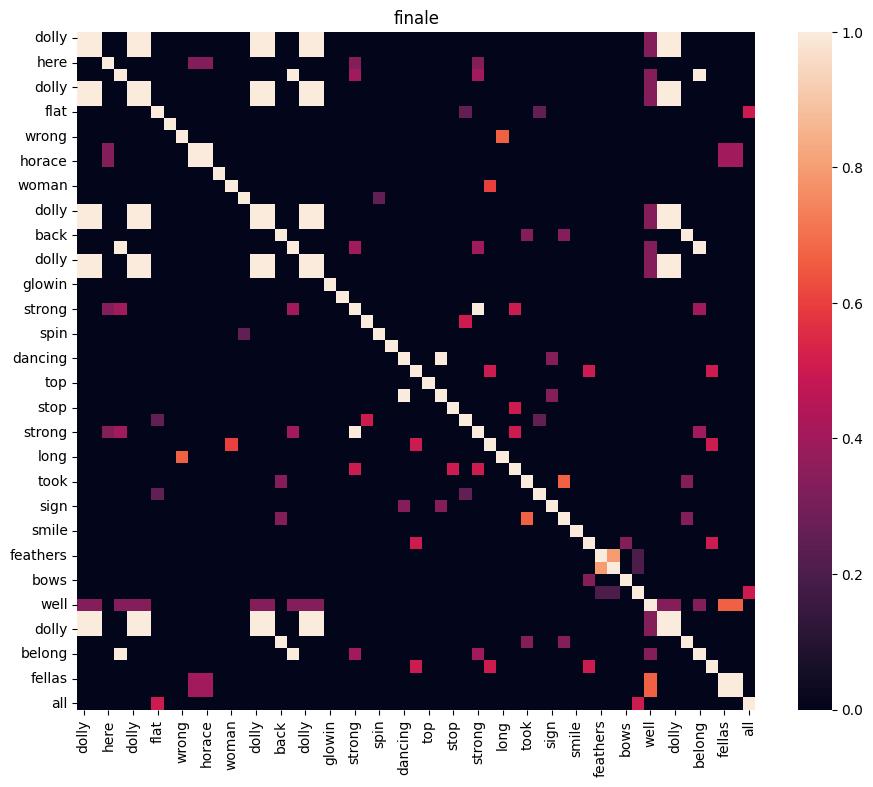 finale
dolly
here
dolly
flat
wrong
horace
woman
dolly
back
dolly
glowin
strong
spin
dancing
top
stop
strong
long
took
sign
smile
feathers
bows
well
dolly
belong
fellas
all
dolly
here
dolly
flat
wrong
horace
woman
dolly
back
dolly
glowin
strong
spin
dancing
top
stop
strong
long
took
sign
smile
feathers
bows
well
dolly
belong
fellas
all
1.0
0.8
0.6
0.4
0.2
0.0